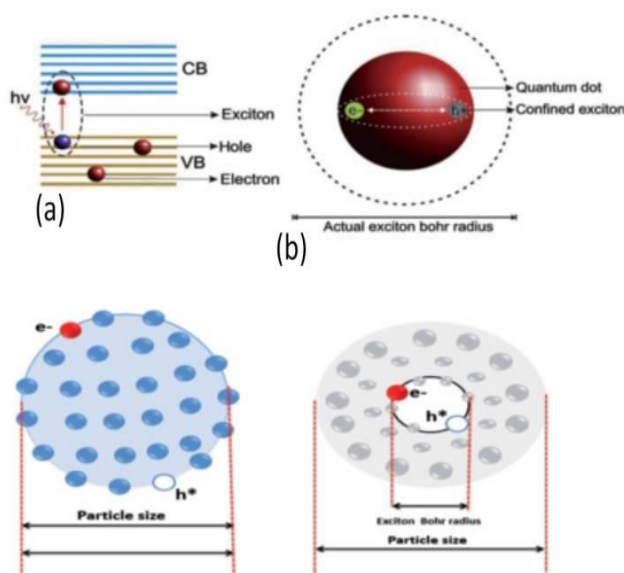 CB
hν
Exciton
Hole
VB
Electron
(a)
Quantum dot
e-
h*
Confined exciton
Actual exciton bohr radius
(b)
e-
h*
Particle size
e-
h*
Exciton Bohr radius
Particle size